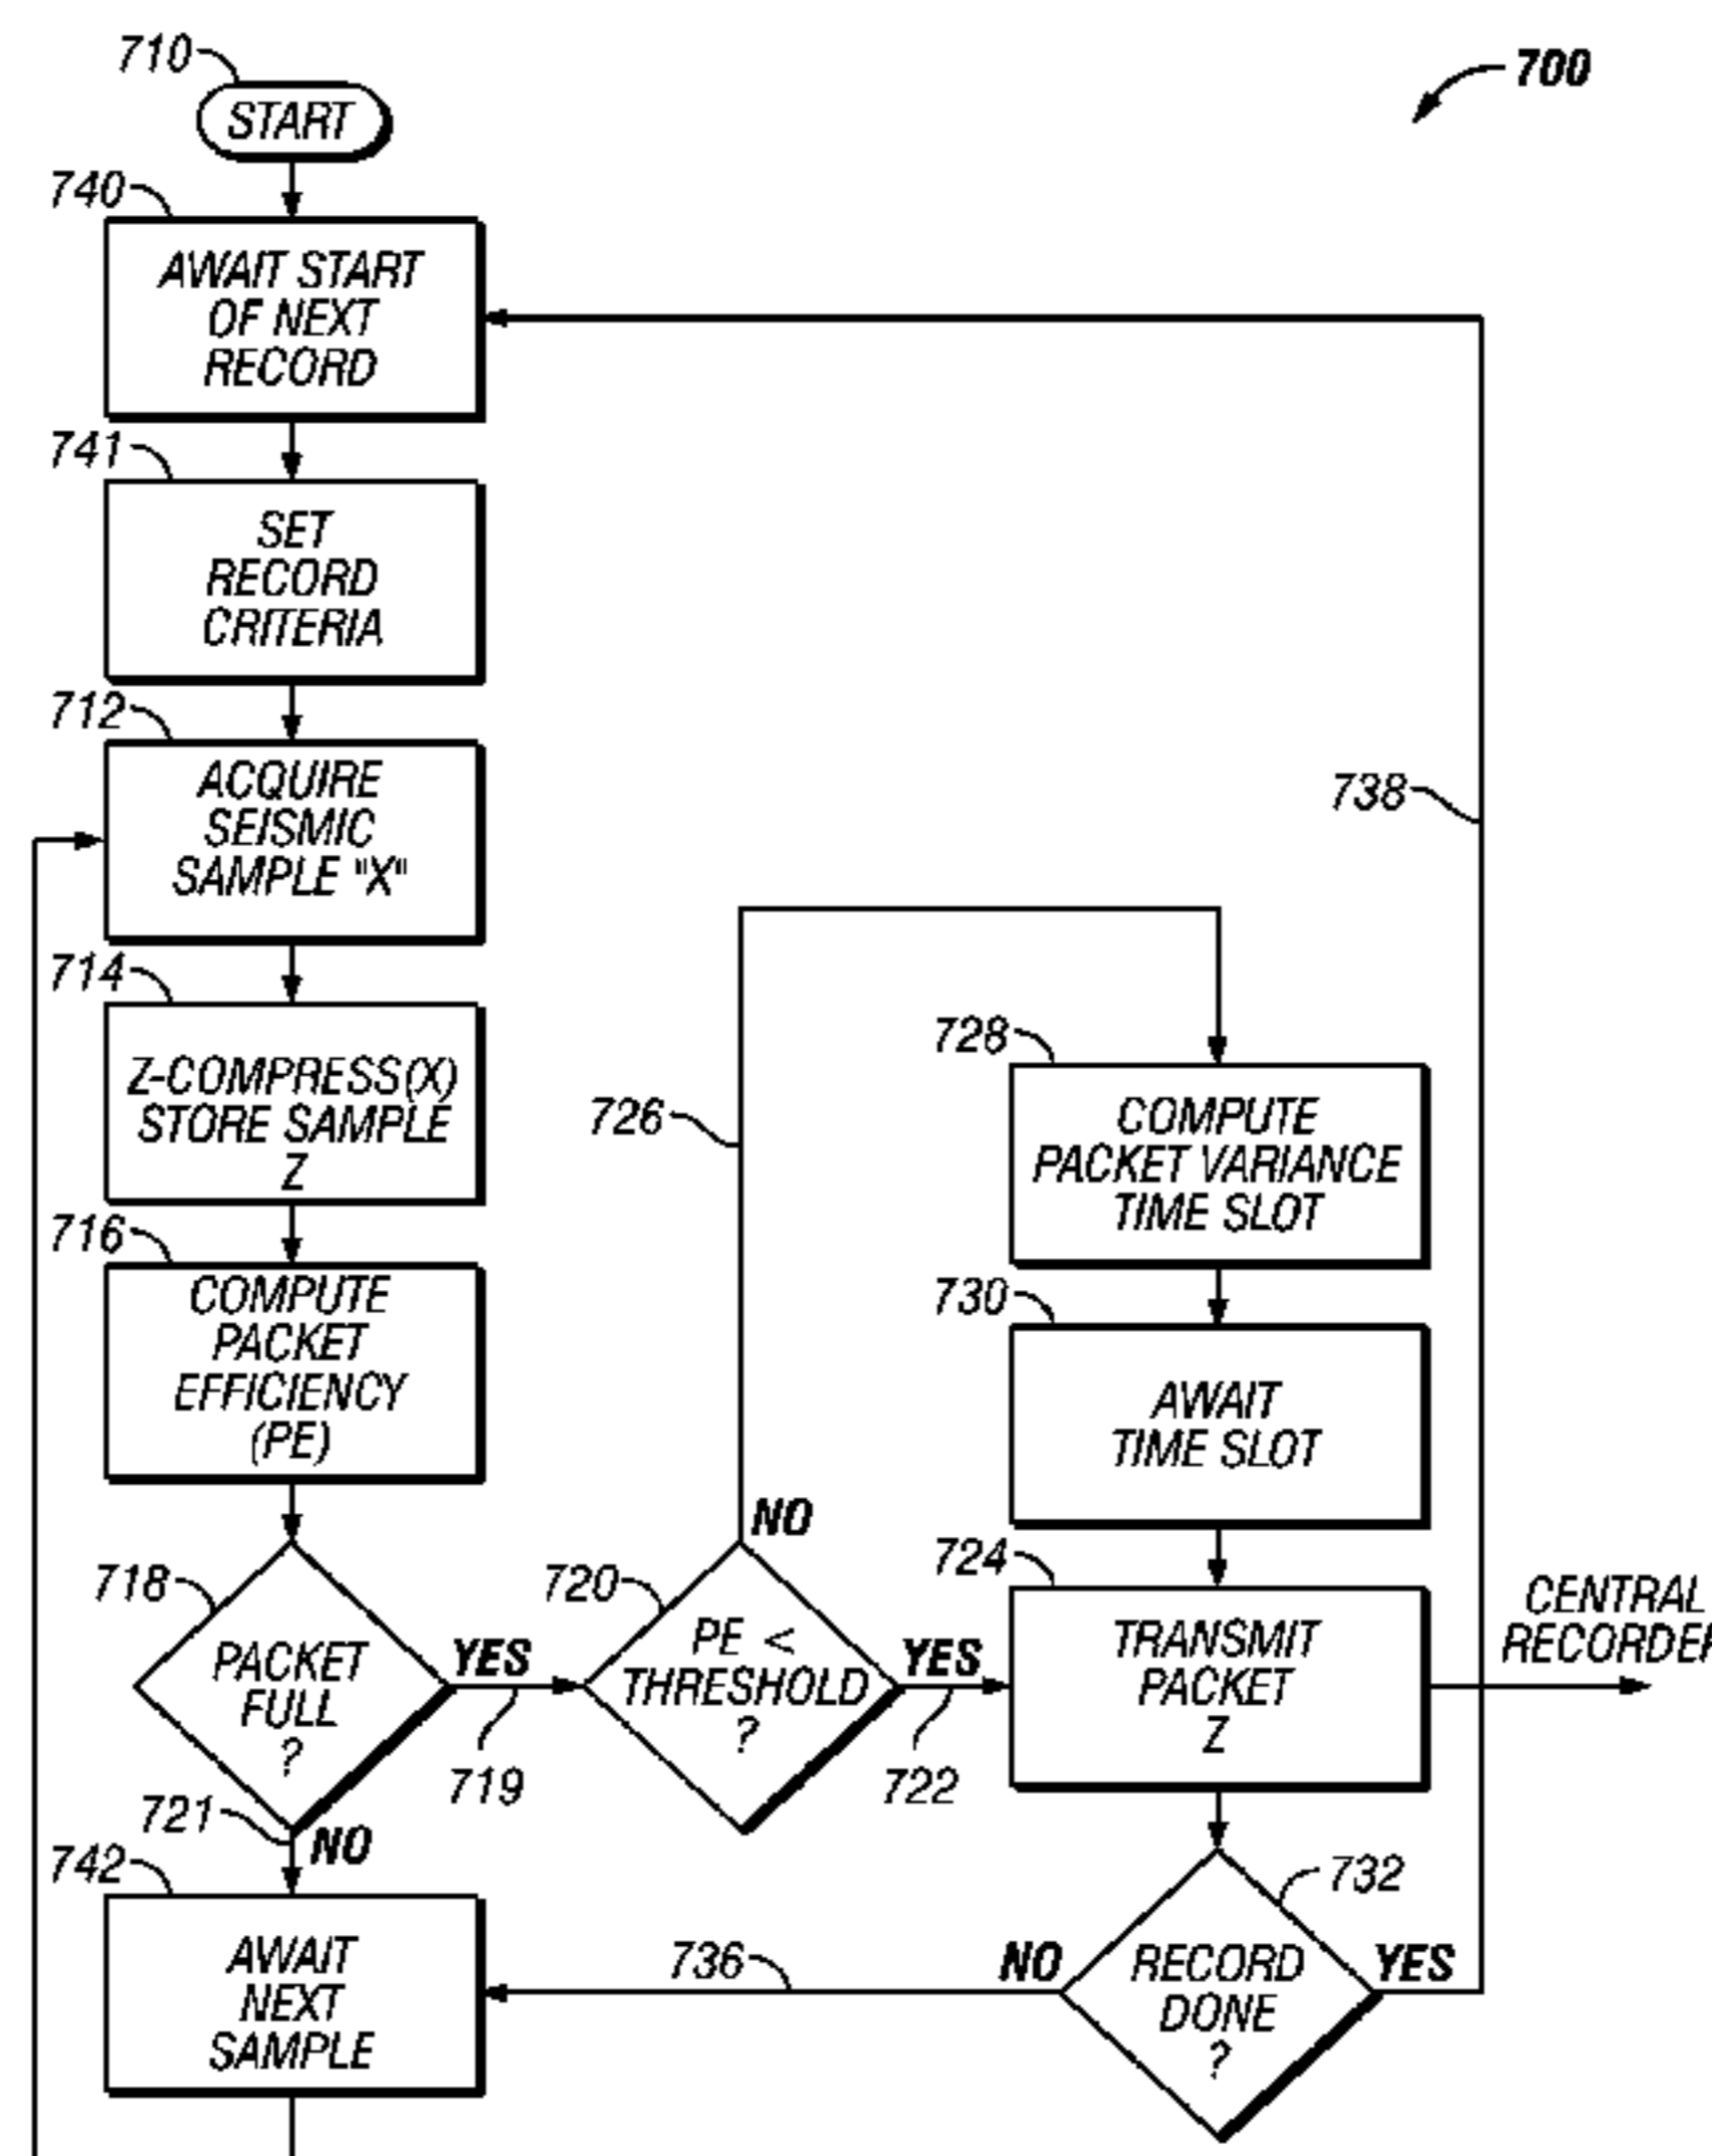 710
START
700
740
AWAIT START
OF NEXT
RECORD
741
SET
RECORD
CRITERIA
712
ACQUIRE
SEISMIC
SAMPLE "X"
738
714
Z-COMPRESS(X)
STORE SAMPLE
Z
726
728
COMPUTE
PACKET VARIANCE
TIME SLOT
716
COMPUTE
PACKET
EFFICIENCY
(PE)
730
AWAIT
TIME SLOT
718
PACKET
FULL
?
YES
719
720
PE <
THRESHOLD
?
NO
YES
722
724
TRANSMIT
PACKET
Z
CENTRAL
RECORDER
721
NO
742
AWAIT
NEXT
SAMPLE
736
NO
732
RECORD
DONE
?
YES